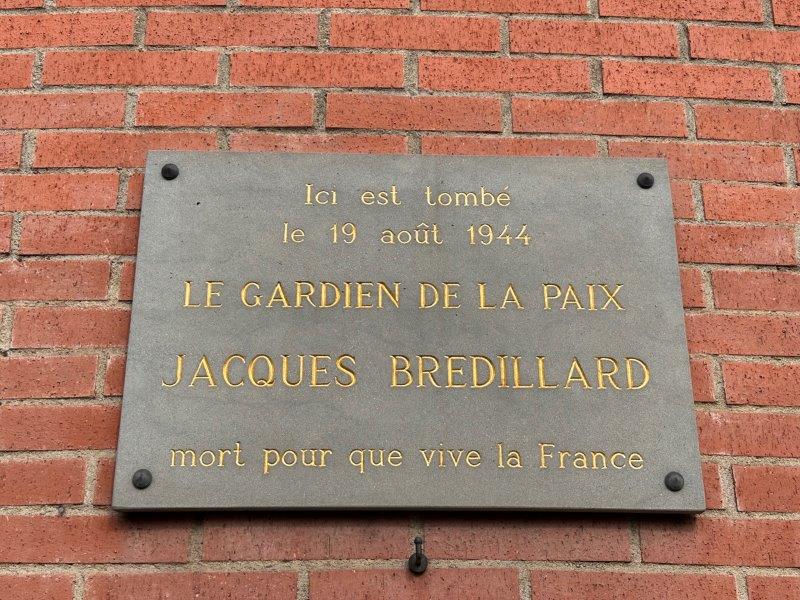 Ici est tombé
le 19 août 1944
LE GARDIEN DE LA PAIX
JACQUES BREDILLARD
mort pour que vive la France